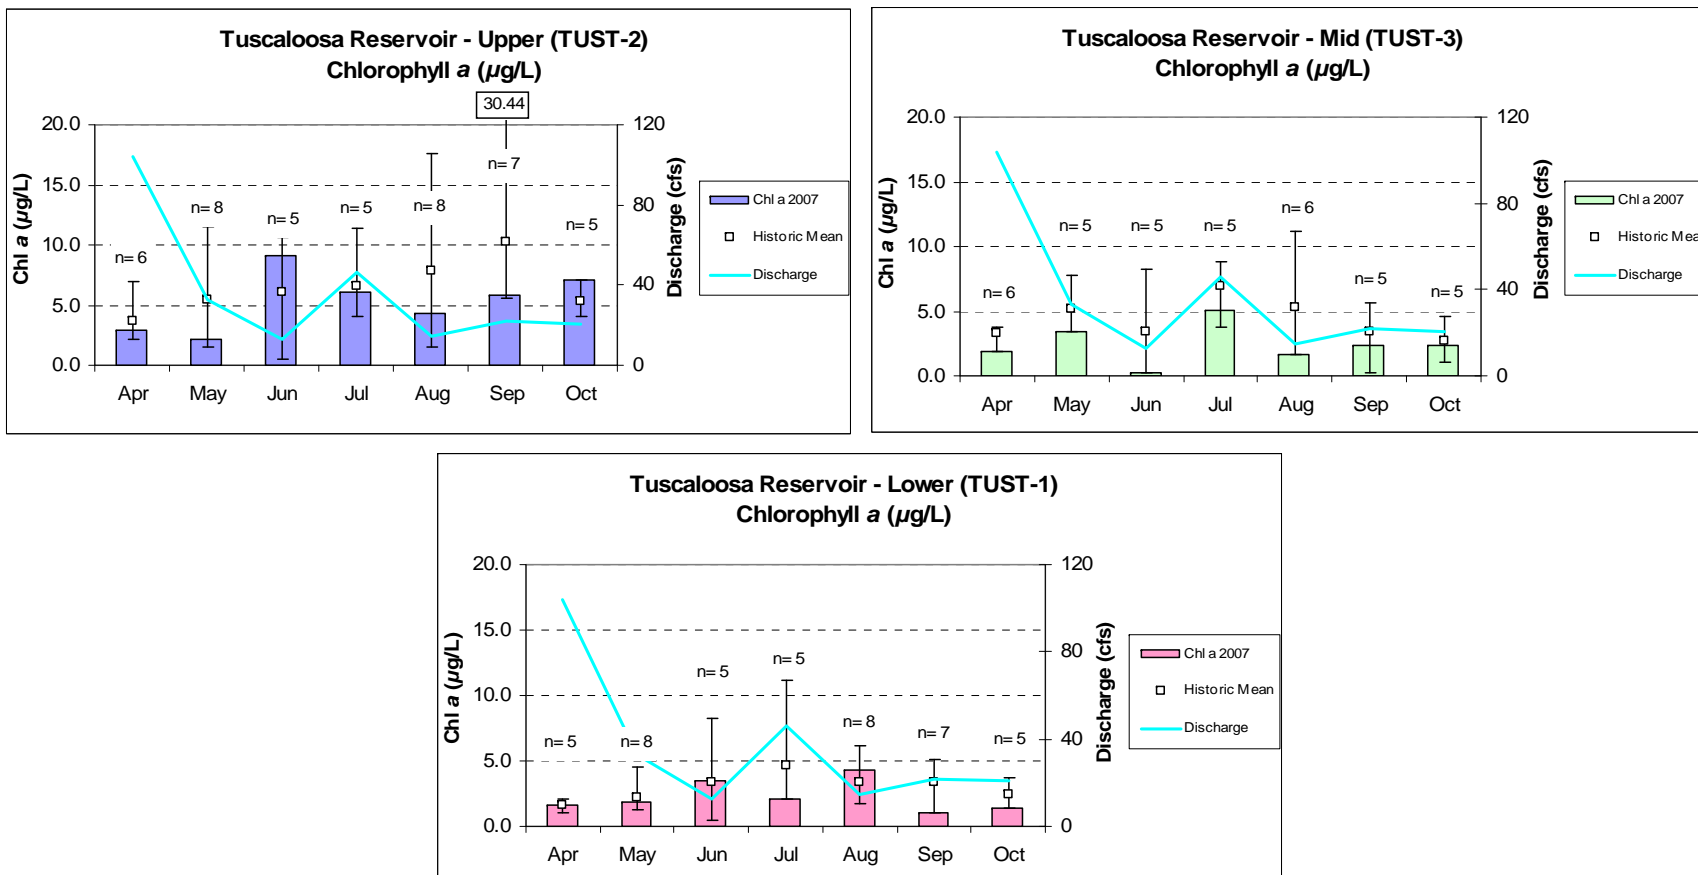 Tuscaloosa Reservoir - Upper (TUST-2)
Chlorophyll a (µg/L)
30.44
20.0
15.0
10.0
5.0
0.0
Chl a (µg/L)
n= 6
n= 8
n= 5
n= 5
n= 8
n= 7
n= 5
120
80
40
0
Discharge (cfs)
Apr May Jun Jul Aug Sep Oct
Chl a 2007
Historic Mean
Discharge
Tuscaloosa Reservoir - Mid (TUST-3)
Chlorophyll a (µg/L)
20.0
15.0
10.0
5.0
0.0
Chl a (µg/L)
n= 6
n= 5
n= 5
n= 5
n= 6
n= 5
n= 5
120
80
40
0
Discharge (cfs)
Apr May Jun Jul Aug Sep Oct
Chl a 2007
Historic Mean
Discharge
Tuscaloosa Reservoir - Lower (TUST-1)
Chlorophyll a (µg/L)
20.0
15.0
10.0
5.0
0.0
Chl a (µg/L)
n= 5
n= 8
n= 5
n= 5
n= 8
n= 7
n= 5
120
80
40
0
Discharge (cfs)
Apr May Jun Jul Aug Sep Oct
Chl a 2007
Historic Mean
Discharge